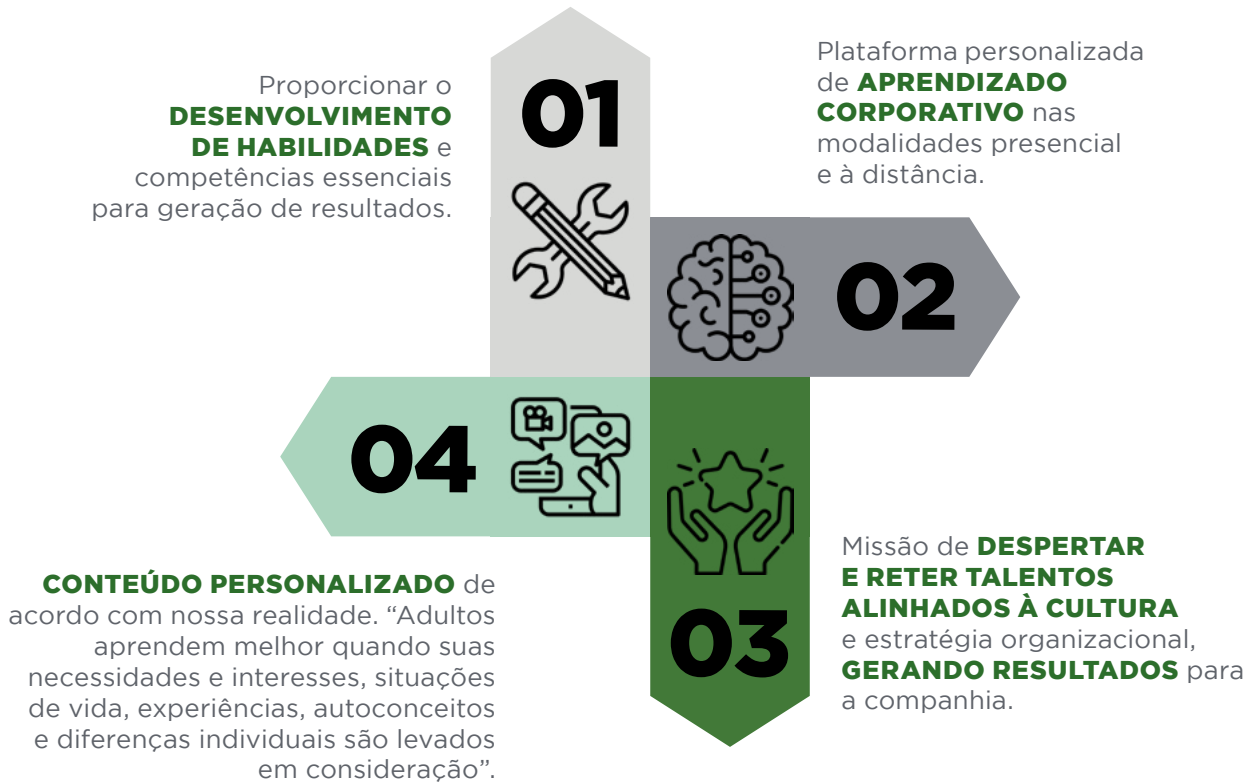 01
Proporcionar o
DESENVOLVIMENTO
DE HABILIDADES e
competências essenciais
para geração de resultados.
02
Plataforma personalizada
de APRENDIZADO
CORPORATIVO nas
modalidades presencial
e à distância.
03
Missão de DESPERTAR
E RETER TALENTOS
ALINHADOS À CULTURA
e estratégia organizacional,
GERANDO RESULTADOS para
a companhia.
04
CONTEÚDO PERSONALIZADO de
acordo com nossa realidade. “Adultos
aprendem melhor quando suas
necessidades e interesses, situações
de vida, experiências, autoconceitos
e diferenças individuais são levados
em consideração”.